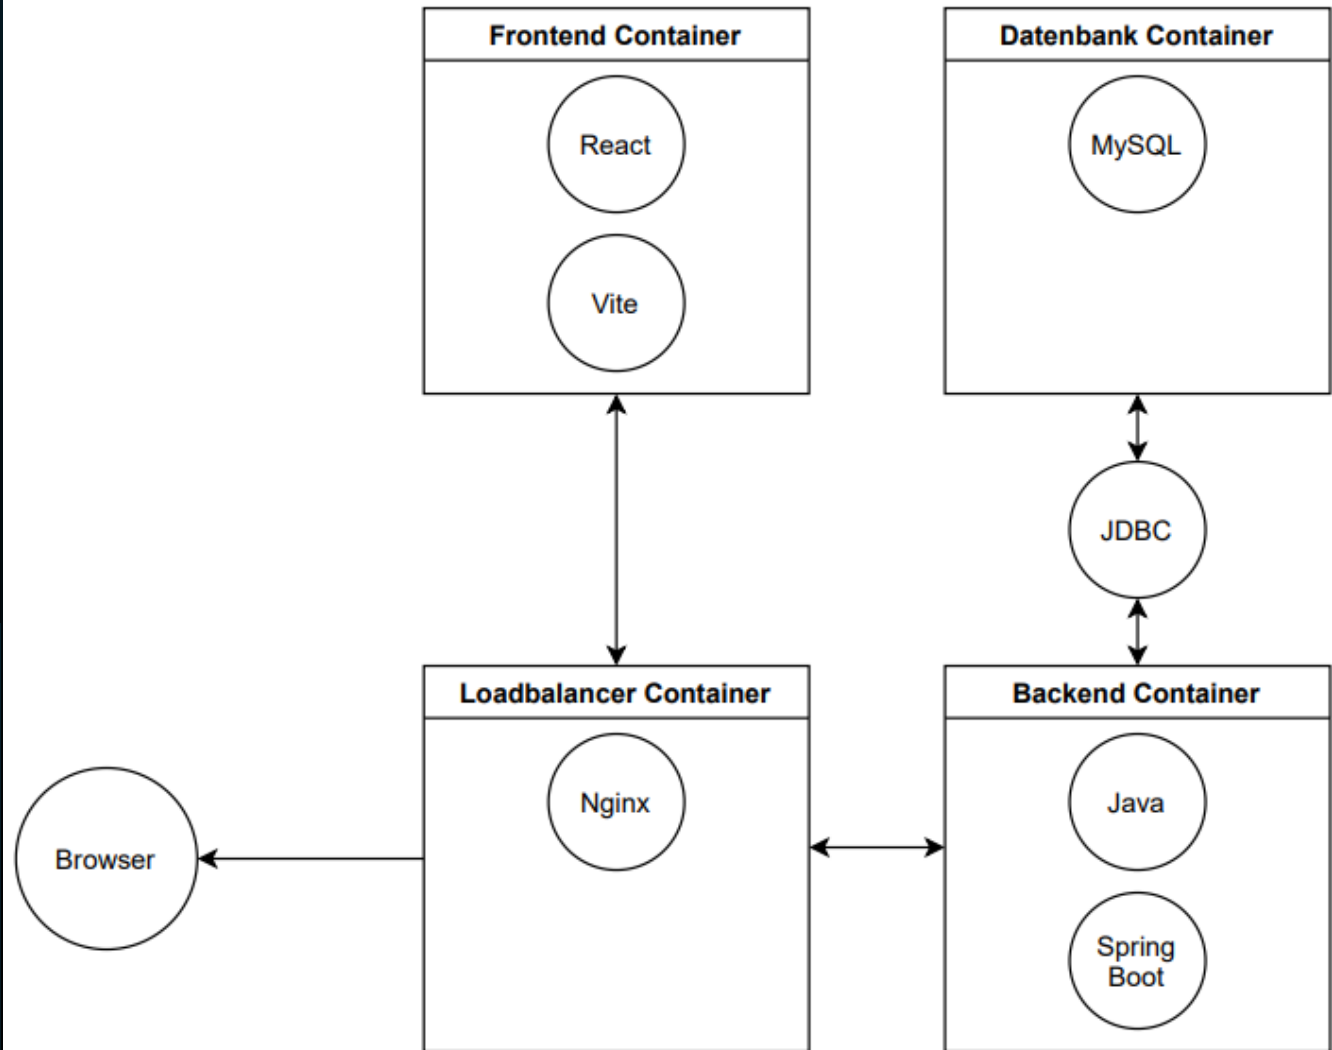 Frontend Container
React
Vite
Datenbank Container
MySQL
JDBC
Loadbalancer Container
Nginx
Backend Container
Java
Spring
Boot
Browser